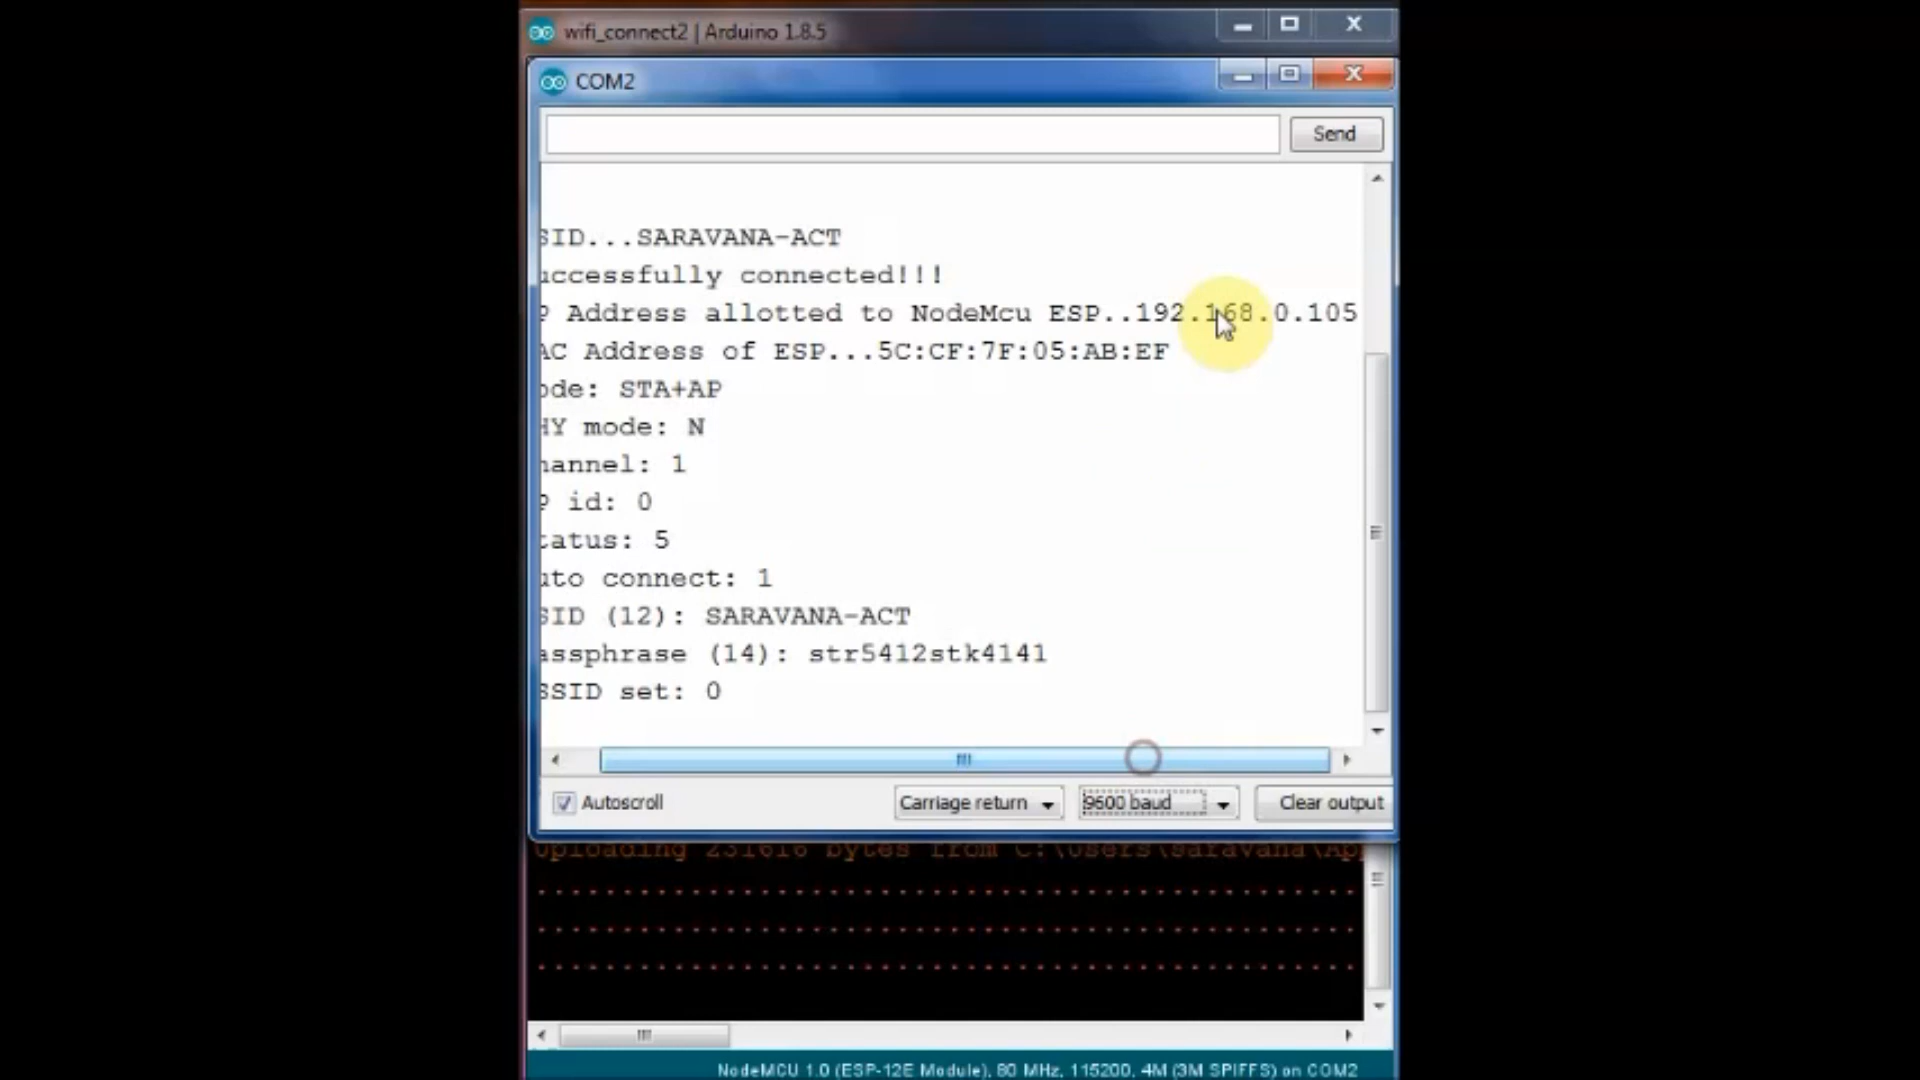 wifi_connect2 | Arduino 1.8.5
COM2
Send
SID...SARAVANA-ACT
uccessfully connected!!!
P Address allotted to NodeMcu ESP..192.168.0.105
AC Address of ESP...5C:CF:7F:05:AB:EF
ode: STA+AP
HY mode: N
hannel: 1
P id: 0
tatus: 5
uto connect: 1
SID (12): SARAVANA-ACT
assphrase (14): str5412stk4141
SSID set: 0
Autoscroll
Carriage return
9600 baud
Clear output
Uploading 231616 bytes from C:\Users\saravana\Ap
................................................
................................................
................................................
NodeMCU 1.0 (ESP-12E Module), 80 MHz, 115200, 4M (3M SPIFFS) on COM2